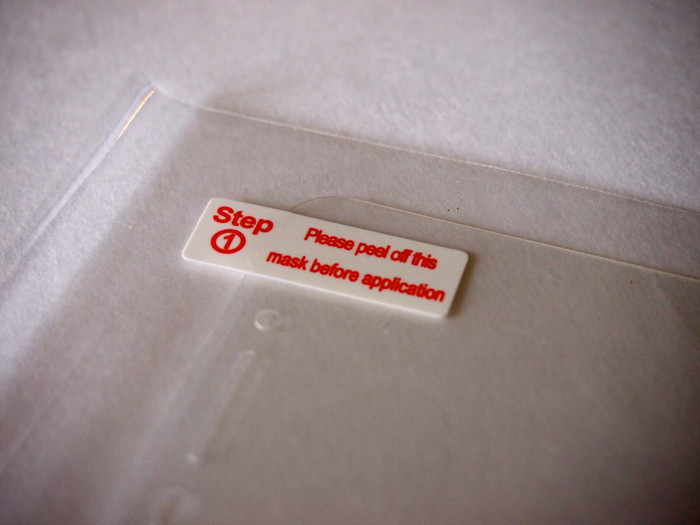 Step
1
Please peel off this
mask before application